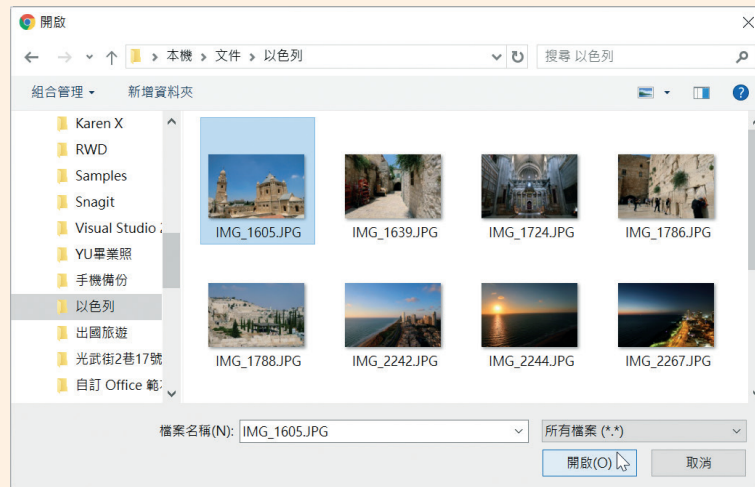 開啟
本機 › 文件 › 以色列
搜尋 以色列
組合管理
新增資料夾
Karen X
RWD
Samples
Snagit
Visual Studio
YU畢業照
手機備份
以色列
出國旅遊
光武街2巷17號
自訂 Office 範
IMG_1605.JPG
IMG_1639.JPG
IMG_1724.JPG
IMG_1786.JPG
IMG_1788.JPG
IMG_2242.JPG
IMG_2244.JPG
IMG_2267.JPG
檔案名稱(N): IMG_1605.JPG
所有檔案 (*.*)
開啟(O)
取消